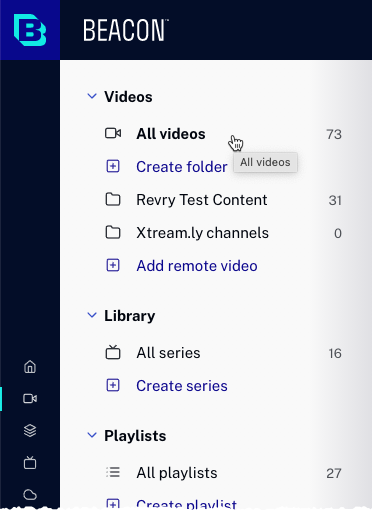 BEACON™
Videos
All videos 73
All videos
Create folder
Revry Test Content 31
Xtream.ly channels 0
Add remote video
Library
All series 16
Create series
Playlists
All playlists 27
Create playlist